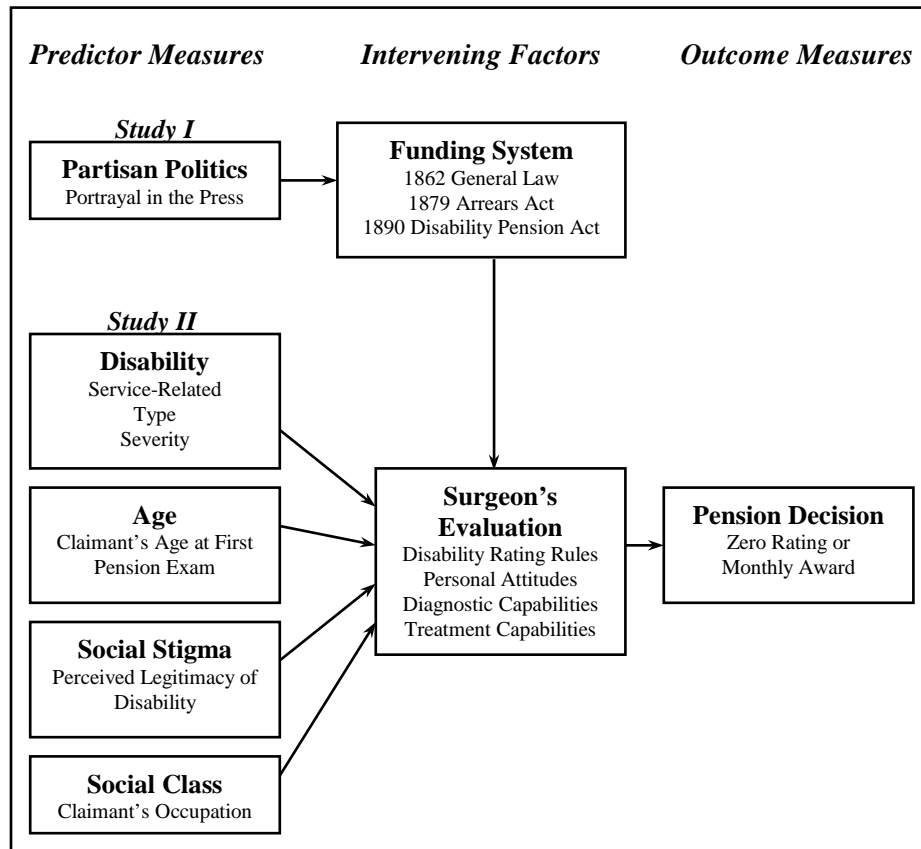 Predictor Measures
Intervening Factors
Outcome Measures
Study I
Partisan Politics
Portrayal in the Press
Funding System
1862 General Law
1879 Arrears Act
1890 Disability Pension Act
Study II
Disability
Service-Related
Type
Severity
Age
Claimant's Age at First
Pension Exam
Social Stigma
Perceived Legitimacy of
Disability
Social Class
Claimant's Occupation
Surgeon's
Evaluation
Disability Rating Rules
Personal Attitudes
Diagnostic Capabilities
Treatment Capabilities
Pension Decision
Zero Rating or
Monthly Award